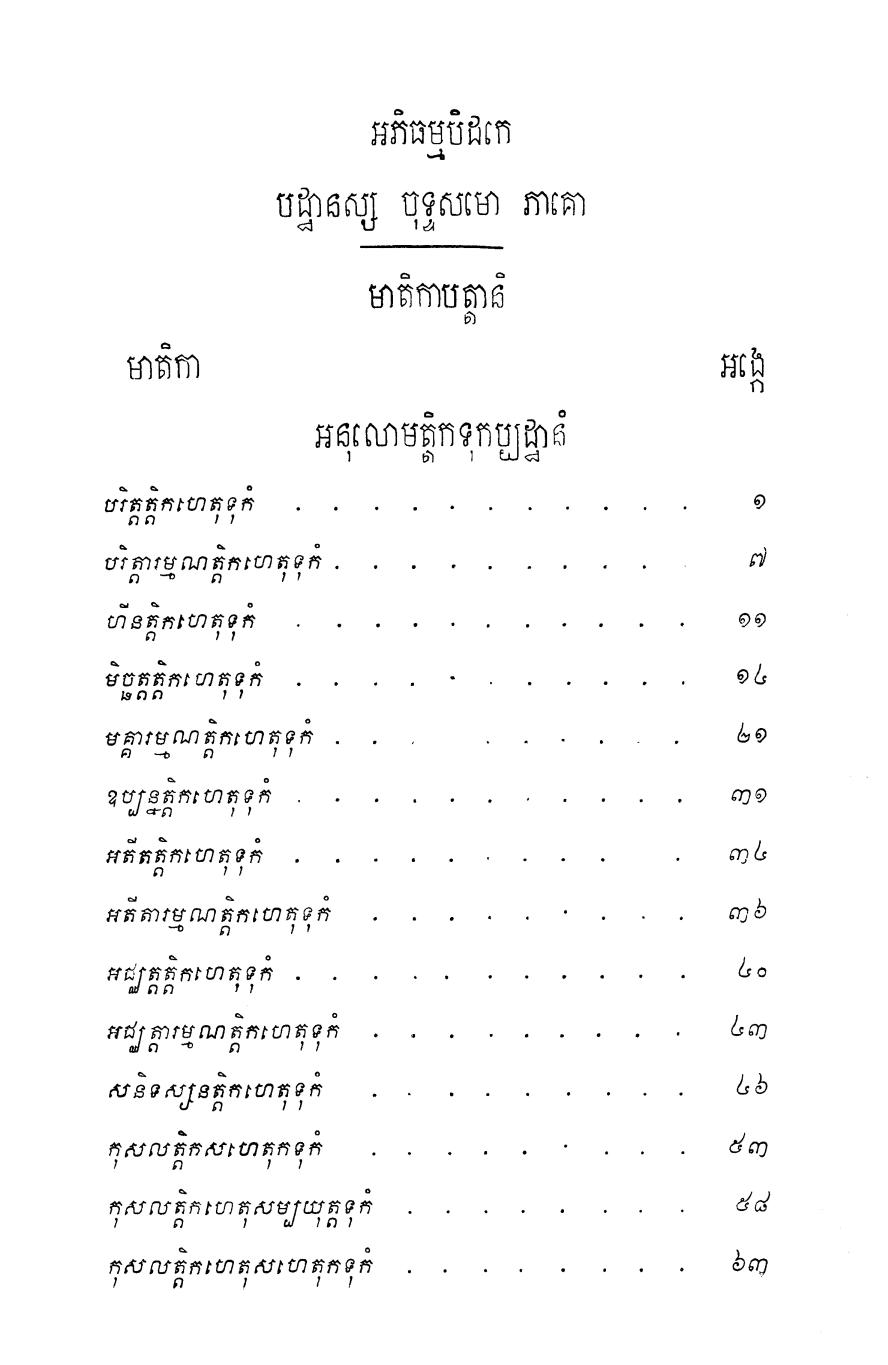 អភិធម្មបិដកេ
បដ្ឋានស្ស ចុទ្ទសមោ ភាគោ
មាតិកាបត្តានិ
មាតិកា អង្កេ
អនុលោមត្តិកទុកប្បដ្ឋានំ
បរិត្តត្តិកហេតុទុកំ . . . . . . . . . . . ១
បរិត្តារម្មណត្តិកហេតុទុកំ . . . . . . . . . . ៧
ហីនត្តិកហេតុទុកំ . . . . . . . . . . . ១១
មិច្ឆត្តត្តិកហេតុទុកំ . . . . . . . . . . . ១៤
មគ្គារម្មណត្តិកហេតុទុកំ . . . . . . . . . ២១
ឧប្បន្នត្តិកហេតុទុកំ . . . . . . . . . . . ៣១
អតីតត្តិកហេតុទុកំ . . . . . . . . . . ៣៤
អតីតារម្មណត្តិកហេតុទុកំ . . . . . . . . . ៣៦
អជ្ឈត្តត្តិកហេតុទុកំ . . . . . . . . . . . ៤០
អជ្ឈត្តារម្មណត្តិកហេតុទុកំ . . . . . . . . . ៤៣
សនិទស្សនត្តិកហេតុទុកំ . . . . . . . . . ៤៦
កុសលត្តិកសហេតុកទុកំ . . . . . . . . . ៥៣
កុសលត្តិកហេតុសម្បយុត្តទុកំ . . . . . . . . ៥៨
កុសលត្តិកហេតុសហេតុកទុកំ . . . . . . . . ៦៣